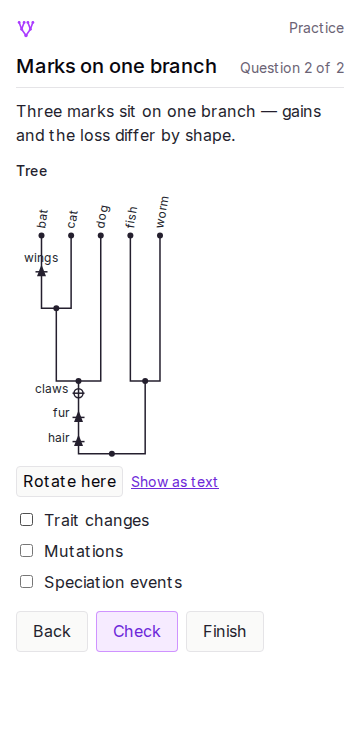 Practice
Marks on one branch
Question 2 of 2
Three marks sit on one branch — gains
and the loss differ by shape.
Tree
bat
cat
dog
fish
worm
wings
claws
fur
hair
Rotate here
Show as text
Trait changes
Mutations
Speciation events
Back
Check
Finish